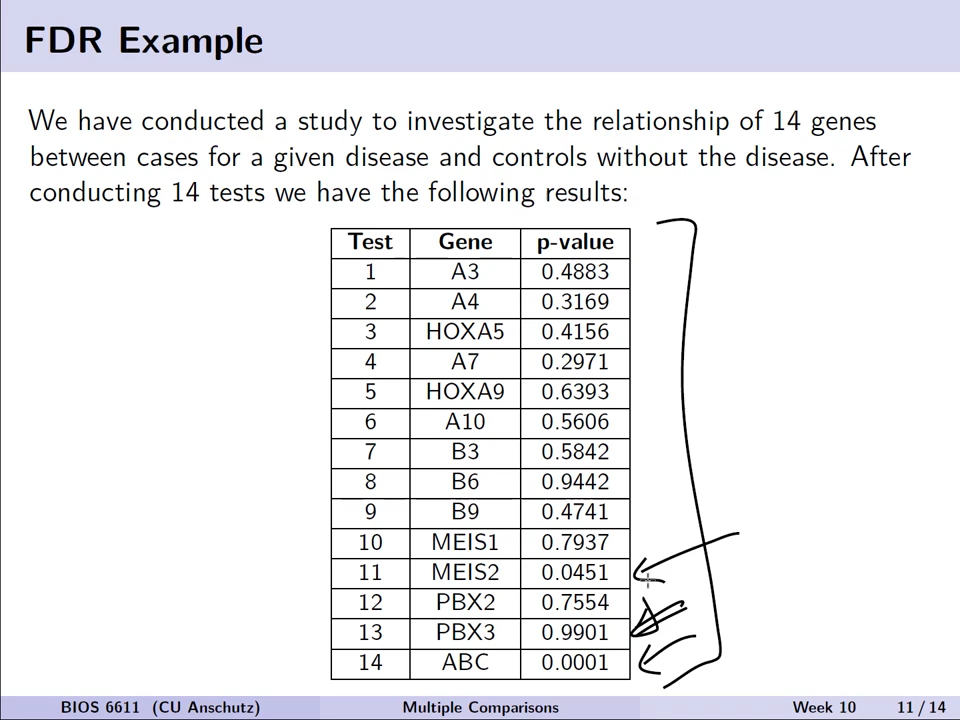 FDR Example
We have conducted a study to investigate the relationship of 14 genes
between cases for a given disease and controls without the disease. After
conducting 14 tests we have the following results:
Test Gene p-value
1 A3 0.4883
2 A4 0.3169
3 HOXA5 0.4156
4 A7 0.2971
5 HOXA9 0.6393
6 A10 0.5606
7 B3 0.5842
8 B6 0.9442
9 B9 0.4741
10 MEIS1 0.7937
11 MEIS2 0.0451
12 PBX2 0.7554
13 PBX3 0.9901
14 ABC 0.0001
BIOS 6611 (CU Anschutz) Multiple Comparisons Week 10 11 / 14